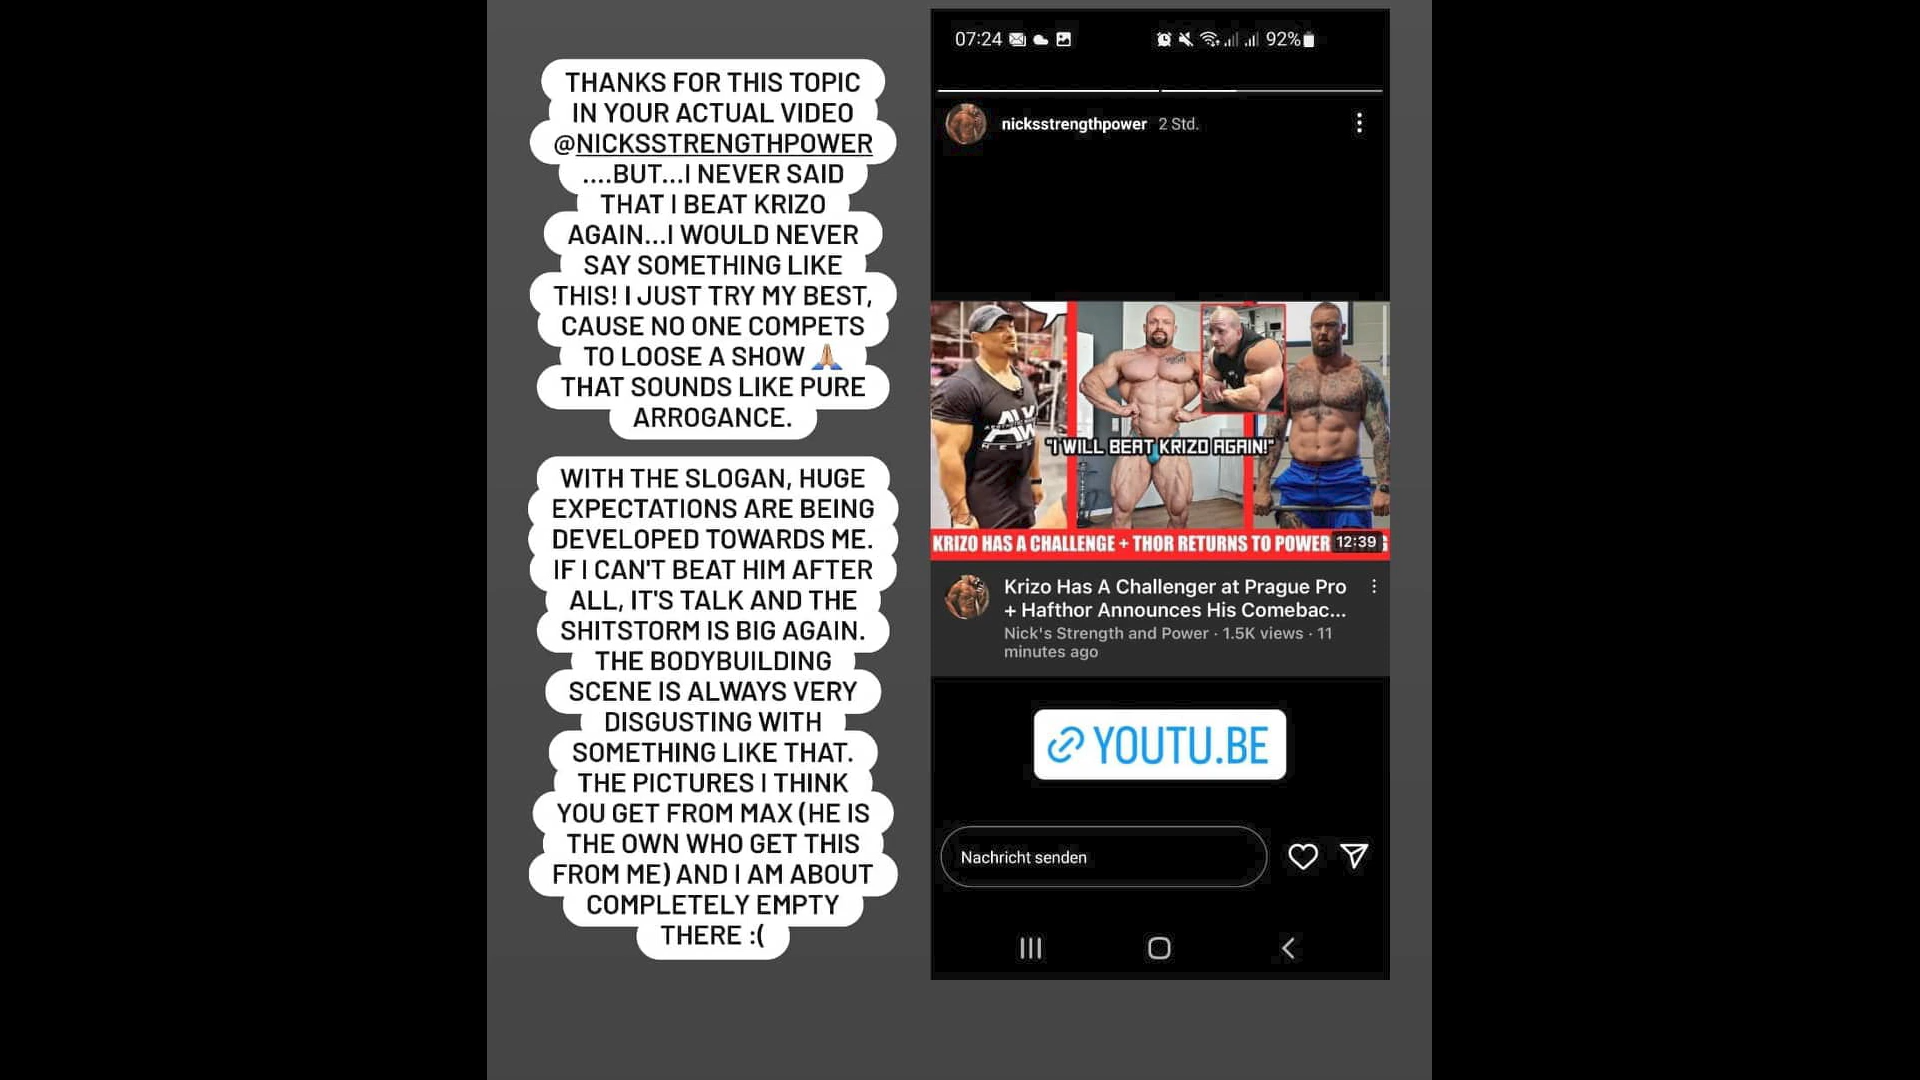 THANKS FOR THIS TOPIC
IN YOUR ACTUAL VIDEO
@NICKSSTRENGTHPOWER
....BUT...I NEVER SAID
THAT I BEAT KRIZO
AGAIN...I WOULD NEVER
SAY SOMETHING LIKE
THIS! I JUST TRY MY BEST,
CAUSE NO ONE COMPETS
TO LOOSE A SHOW 🙏🏼
THAT SOUNDS LIKE PURE
ARROGANCE.
WITH THE SLOGAN, HUGE
EXPECTATIONS ARE BEING
DEVELOPED TOWARDS ME.
IF I CAN'T BEAT HIM AFTER
ALL, IT'S TALK AND THE
SHITSTORM IS BIG AGAIN.
THE BODYBUILDING
SCENE IS ALWAYS VERY
DISGUSTING WITH
SOMETHING LIKE THAT.
THE PICTURES I THINK
YOU GET FROM MAX (HE IS
THE OWN WHO GET THIS
FROM ME) AND I AM ABOUT
COMPLETELY EMPTY
THERE :(
07:24 92%
nicksstrengthpower 2 Std.
"I WILL BEAT KRIZO AGAIN!"
KRIZO HAS A CHALLENGE + THOR RETURNS TO POWER
12:39
Krizo Has A Challenger at Prague Pro
+ Hafthor Announces His Comebac...
Nick's Strength and Power · 1.5K views · 11
minutes ago
YOUTU.BE
Nachricht senden